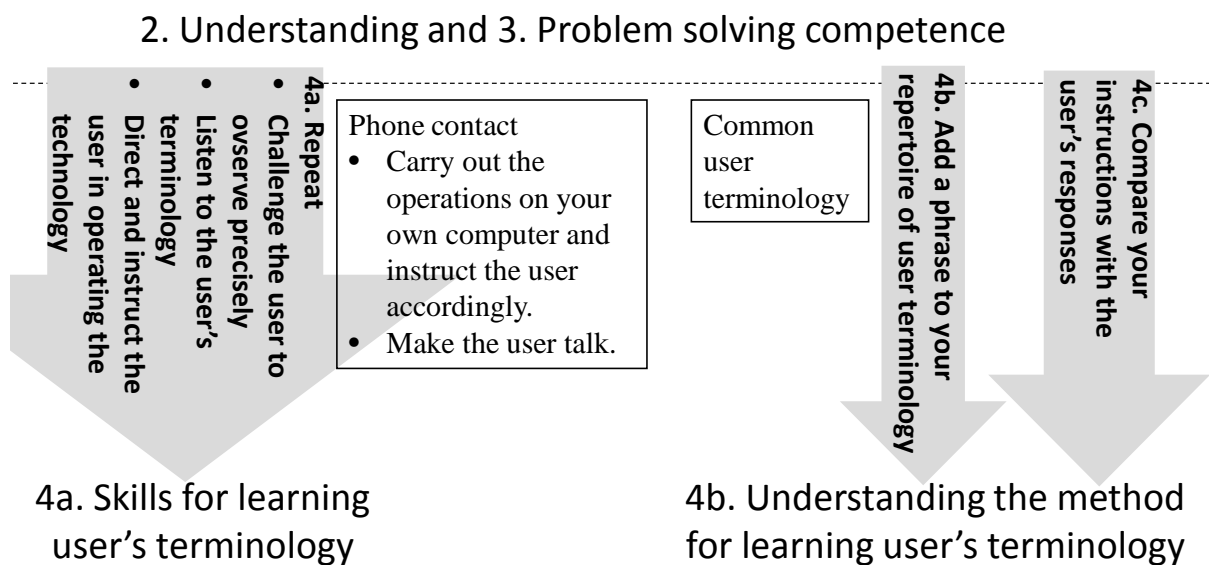 2. Understanding and 3. Problem solving competence
4a. Repeat
• Challenge the user to
ovserve precisely
• Listen to the user's
terminology
• Direct and instruct the
user in operating the
technology
Phone contact
• Carry out the
operations on your
own computer and
instruct the user
accordingly.
• Make the user talk.
Common
user
terminology
4b. Add a phrase to your
repertoire of user terminology
4c. Compare your
instructions with the
user's responses
4a. Skills for learning
user's terminology
4b. Understanding the method
for learning user's terminology